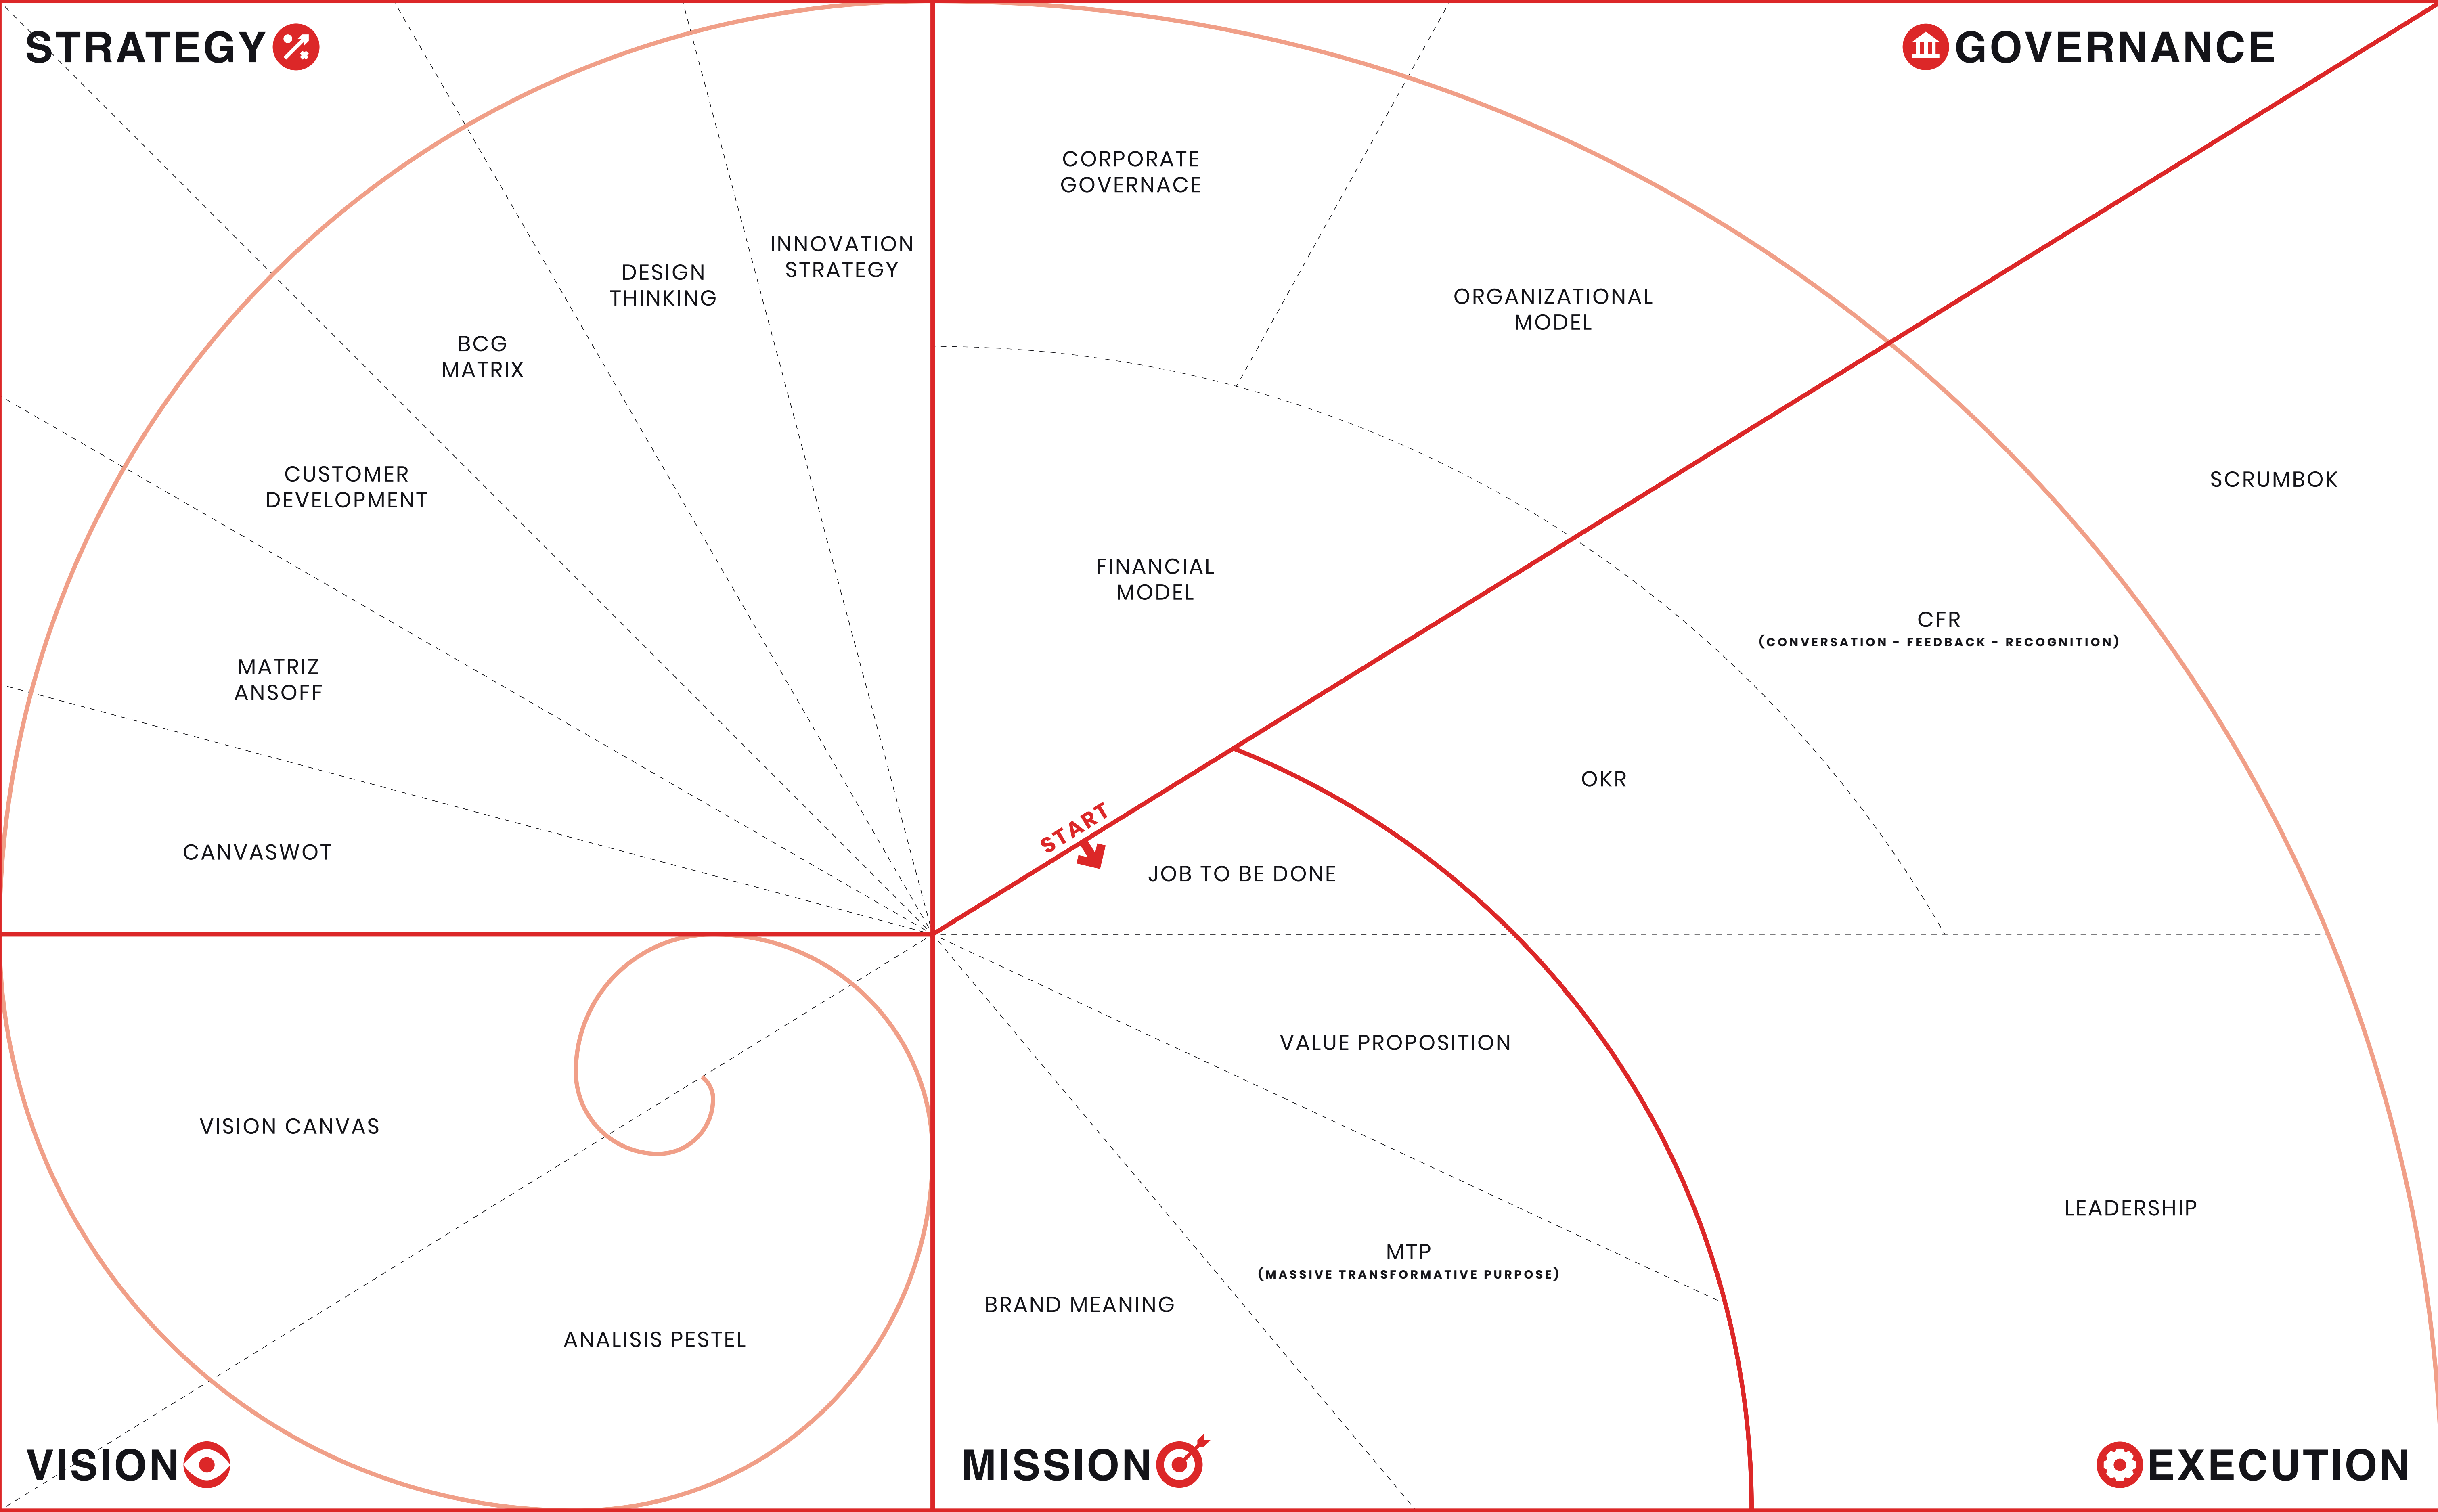 STRATEGY
GOVERNANCE
CORPORATE
GOVERNACE
INNOVATION
STRATEGY
DESIGN
THINKING
ORGANIZATIONAL
MODEL
BCG
MATRIX
CUSTOMER
DEVELOPMENT
SCRUMBOK
FINANCIAL
MODEL
CFR
(CONVERSATION - FEEDBACK - RECOGNITION)
MATRIZ
ANSOFF
OKR
START
CANVASWOT
JOB TO BE DONE
VALUE PROPOSITION
VISION CANVAS
LEADERSHIP
MTP
(MASSIVE TRANSFORMATIVE PURPOSE)
BRAND MEANING
ANALISIS PESTEL
VISION
MISSION
EXECUTION